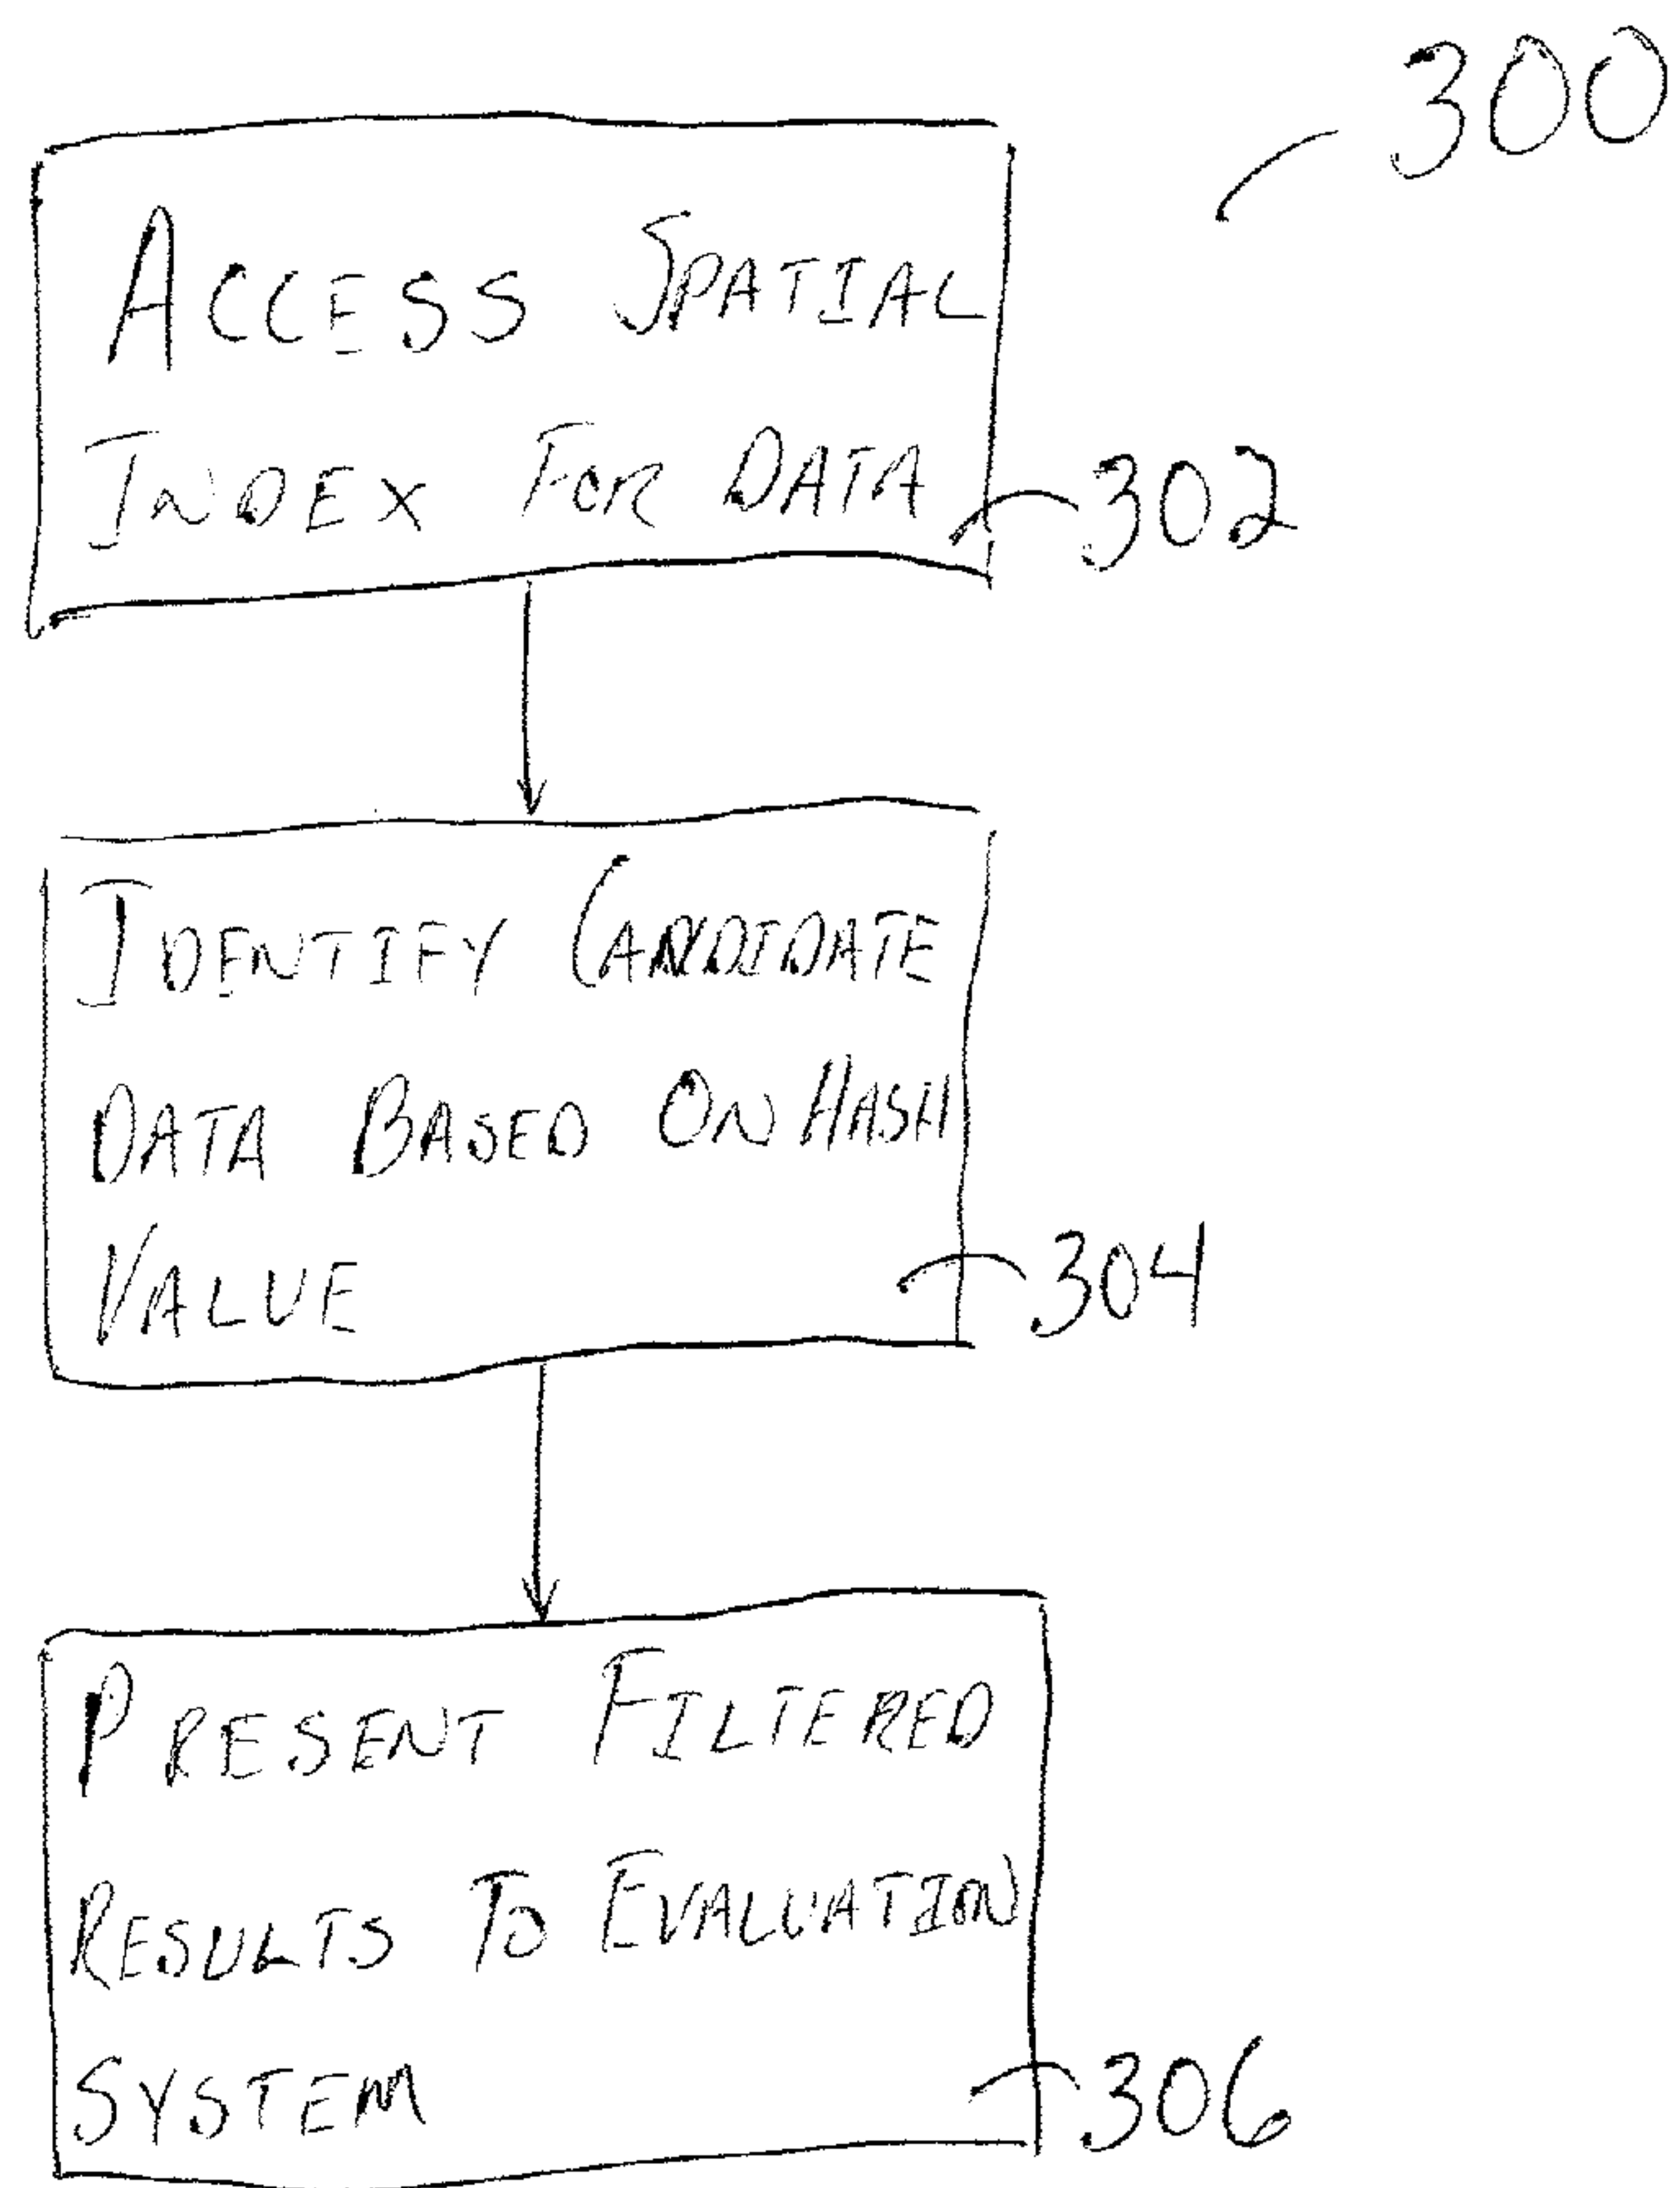 300
ACCESS SPATIAL
INDEX FOR DATA
302
IDENTIFY CANDIDATE
DATA BASED ON HASH
VALUE
304
PRESENT FILTERED
RESULTS TO EVALUATION
SYSTEM
306